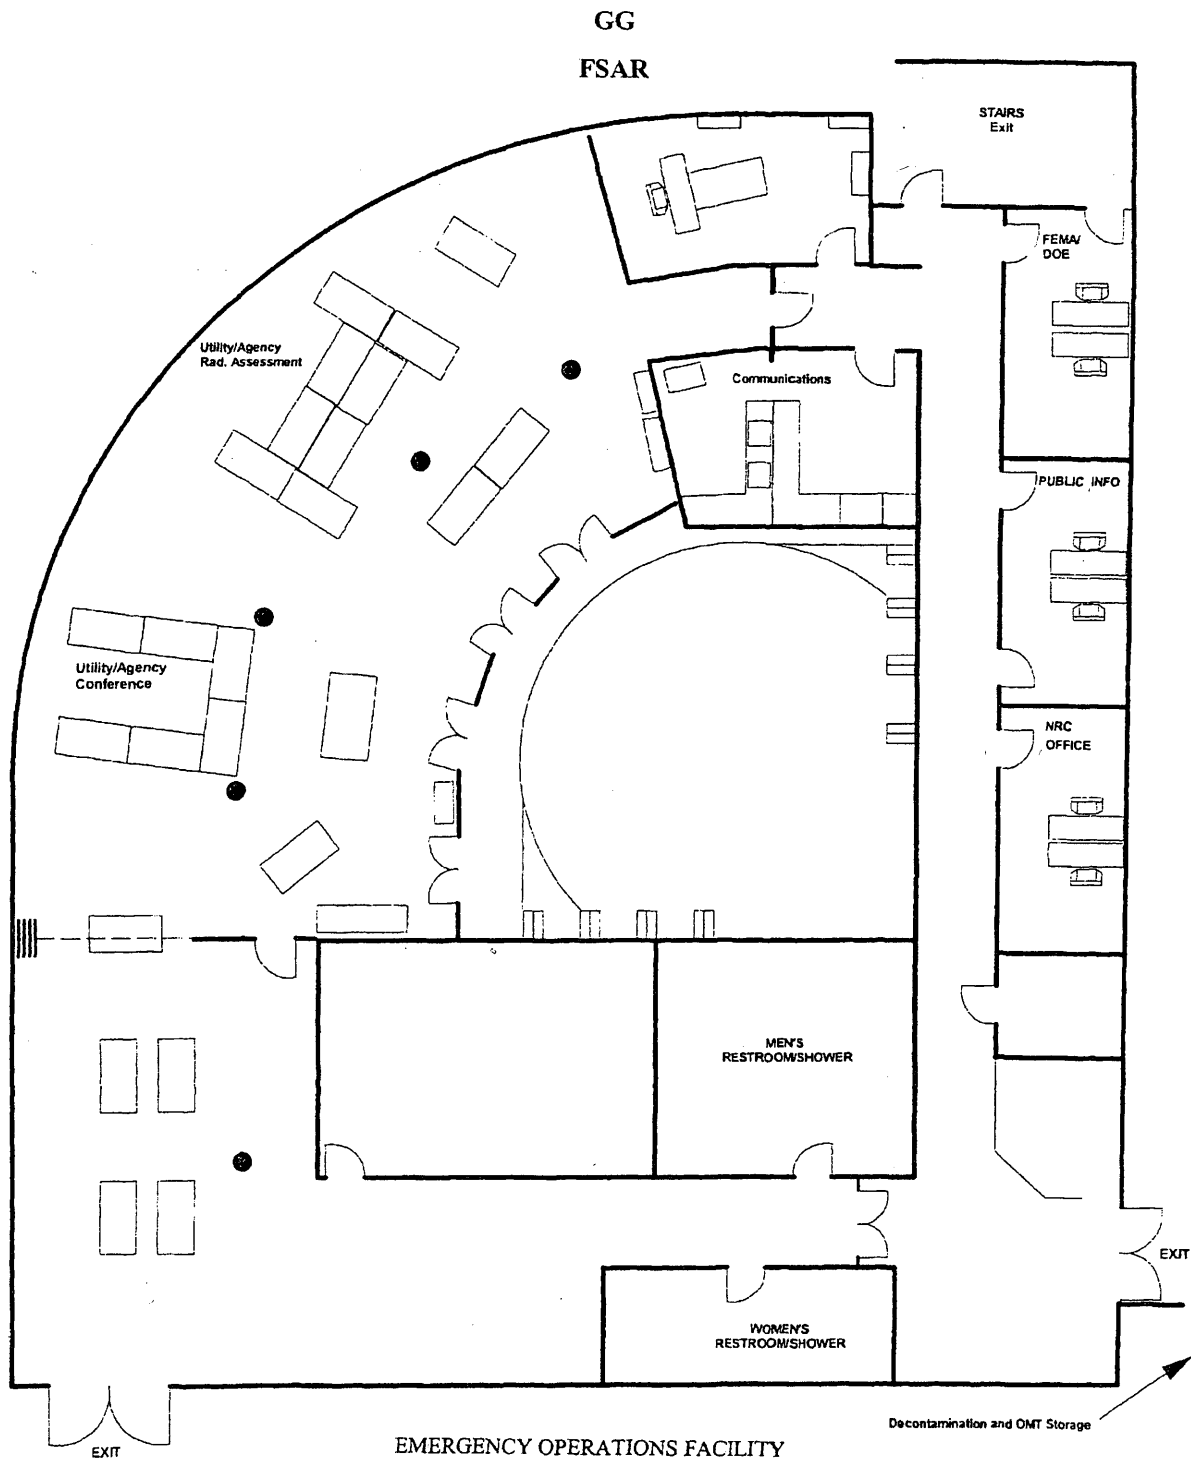 GG
FSAR
STAIRS
Exit
FEMA/
DOE
Utility/Agency
Rad. Assessment
Communications
PUBLIC INFO
Utility/Agency
Conference
NRC
OFFICE
MEN'S
RESTROOM/SHOWER
EXIT
WOMEN'S
RESTROOM/SHOWER
Decontamination and OMT Storage
EXIT
EMERGENCY OPERATIONS FACILITY